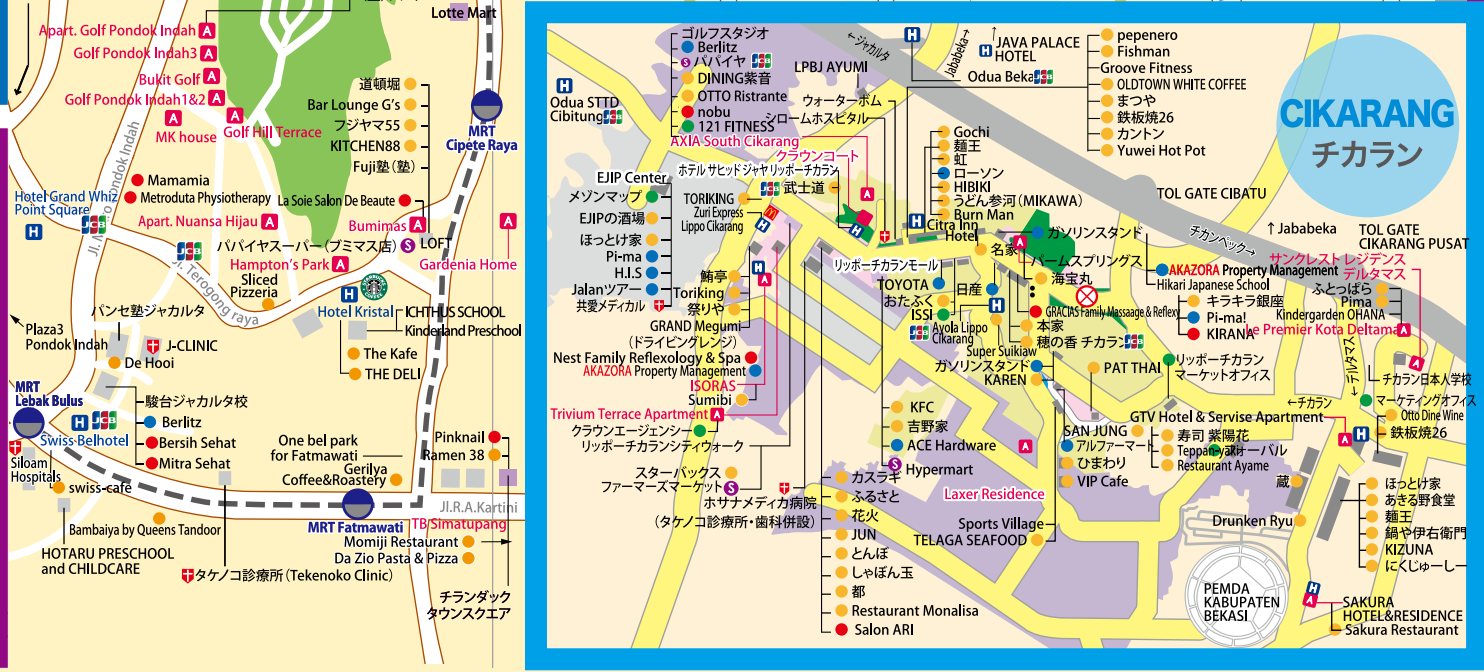 Lotte Mart
Apart. Golf Pondok Indah
Golf Pondok Indah3
Bukit Golf
Golf Pondok Indah1&2
MK house
Golf Hill Terrace
道頓堀
Bar Lounge G's
フジヤマ55
KITCHEN88
Fuji塾(塾)
MRT
Cipete Raya
Mamamia
Metroduta Physiotherapy
La Soie Salon De Beaute
Hotel Grand Whiz
Point Square
Apart. Nuansa Hijau
Bumimas
パパイヤスーパー(ブミマス店)
LOFT
Hampton's Park
Gardenia Home
Sliced
Pizzeria
Jl. Terogong raya
Hotel Kristal
ICHTHUS SCHOOL
Kinderland Preschool
パンセ塾ジャカルタ
Plaza3
Pondok Indah
J-CLINIC
De Hooi
The Kafe
THE DELI
MRT
Lebak Bulus
駿台ジャカルタ校
Berlitz
Swiss Belhotel
Bersih Sehat
Mitra Sehat
Siloam
Hospitals
swiss-cafe
One bel park
for Fatmawati
Gerilya
Coffee&Roastery
Pinknail
Ramen 38
Jl.R.A.Kartini
MRT Fatmawati
TB Simatupang
Bambaiya by Queens Tandoor
Momiji Restaurant
Da Zio Pasta & Pizza
HOTARU PRESCHOOL
and CHILDCARE
タケノコ診療所(Tekenoko Clinic)
チランダック
タウンスクエア
CIKARANG
チカラン
ゴルフスタジオ
Berlitz
パパイヤ
DINING紫音
OTTO Ristrante
nobu
121 FITNESS
AXIA South Cikarang
クラウンコート
←ジャカルタ
Jababeka→
LPBJ AYUMI
ウォーターボム
シロームホスピタル
↑JAVA PALACE
HOTEL
Odua Beka
Odua STTD
Cibitung
pepenero
Fishman
Groove Fitness
OLDTOWN WHITE COFFEE
まつや
鉄板焼26
カントン
Yuwei Hot Pot
Gochi
麺王
虹
ローソン
HIBIKI
うどん参河(MIKAWA)
Burn Man
Citra Inn
Hotel
TOL GATE CIBATU
EJIP Center
ホテル サヒッド ジャヤ リッポーチカラン
武士道
メゾンマップ
EJIPの酒場
ほっとけ家
Pi-ma
H.I.S
Jalanツアー
共愛メディカル
TORIKING
Zuri Express
Lippo Cikarang
鮪亭
Toriking
祭りや
GRAND Megumi
(ドライビングレンジ)
Nest Family Reflexology & Spa
AKAZORA Property Management
ISORAS
Sumibi
Trivium Terrace Apartment
クラウンエージェンシー
リッポーチカランシティウォーク
スターバックス
ファーマーズマーケット
ホサナメディカ病院
(タケノコ診療所・歯科併設)
リッポーチカランモール
名家
ガソリンスタンド
パームスプリングス
海宝丸
TOYOTA
おたふく
ISSI
日産
Ayola Lippo
Cikarang
GRACIAS Family Massaage & Reflexy
本家
穂の香 チカラン
Super Suikiaw
ガソリンスタンド
KAREN
PAT THAI
リッポーチカラン
マーケットオフィス
チカンペック→
↑Jababeka
TOL GATE
CIKARANG PUSAT
AKAZORA Property Management
Hikari Japanese School
キラキラ銀座
Pi-ma!
KIRANA
サンクレスト レジデンス
デルタマス
ふとっぱら
Pima
Kindergarden OHANA
Le Premier Kota Deltamas
←デルタマス
チカラン日本人学校
マーケティングオフィス
Otto Dine Wine
鉄板焼26
←チカラン
GTV Hotel & Servise Apartment
SAN JUNG
アルファーマート
ひまわり
VIP Cafe
寿司 紫陽花
Restaurant Ayame
KFC
吉野家
ACE Hardware
Hypermart
Laxer Residence
Sports Village
TELAGA SEAFOOD
カスラギ
ふるさと
花火
JUN
とんぼ
しゃぼん玉
都
Restaurant Monalisa
Salon ARI
蔵
Drunken Ryu
ほっとけ家
あきる野食堂
麺王
鍋や伊右衛門
KIZUNA
にくじゅーしー
PEMDA
KABUPATEN
BEKASI
SAKURA
HOTEL&RESIDENCE
Sakura Restaurant